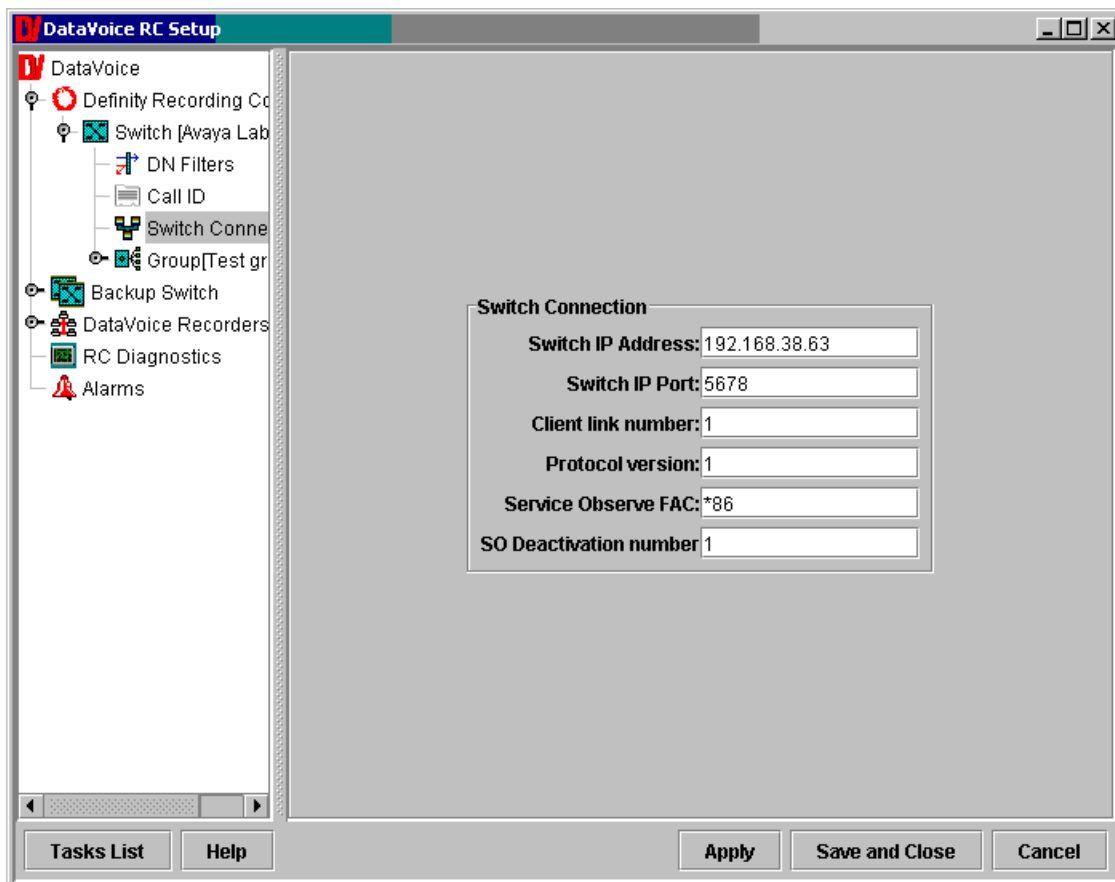 DataVoice RC Setup
DataVoice
Definity Recording Co
Switch [Avaya Lab
DN Filters
Call ID
Switch Conne
Group[Test gr
Backup Switch
DataVoice Recorders
RC Diagnostics
Alarms
Switch Connection
Switch IP Address: 192.168.38.63
Switch IP Port: 5678
Client link number: 1
Protocol version: 1
Service Observe FAC: *86
SO Deactivation number 1
Tasks List Help Apply Save and Close Cancel